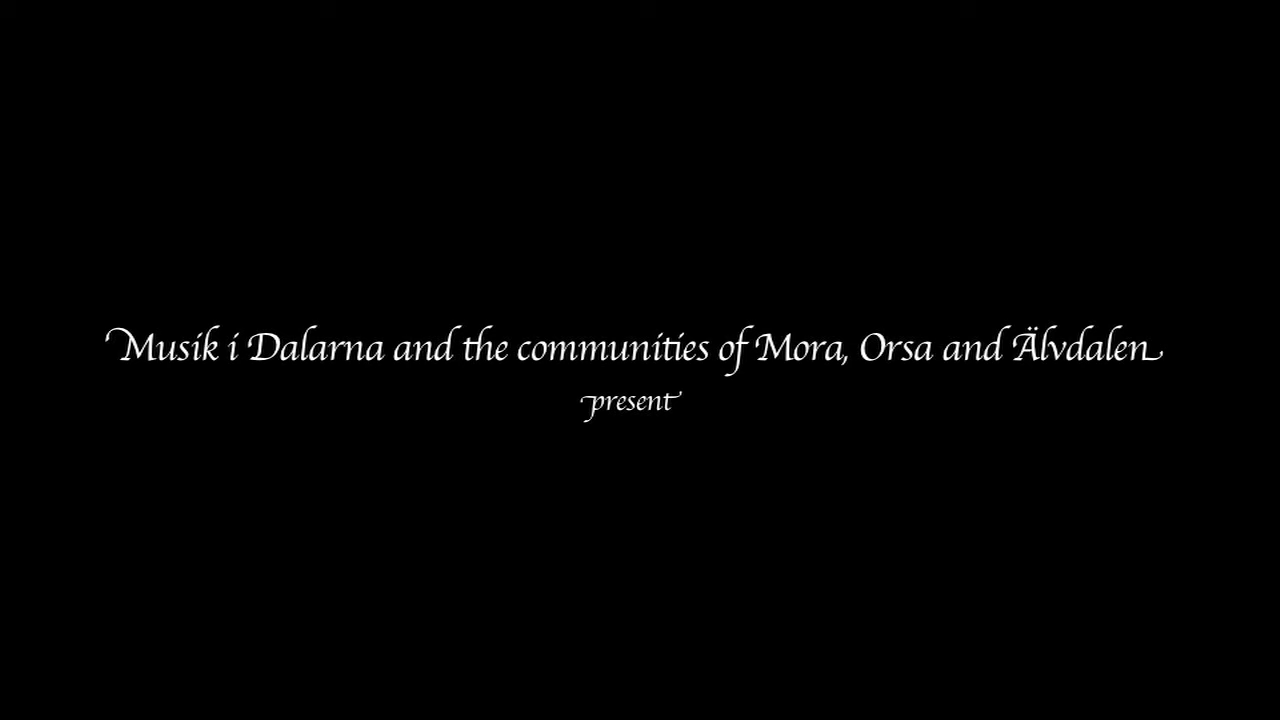 Musik i Dalarna and the communities of Mora, Orsa and Älvdalen
present